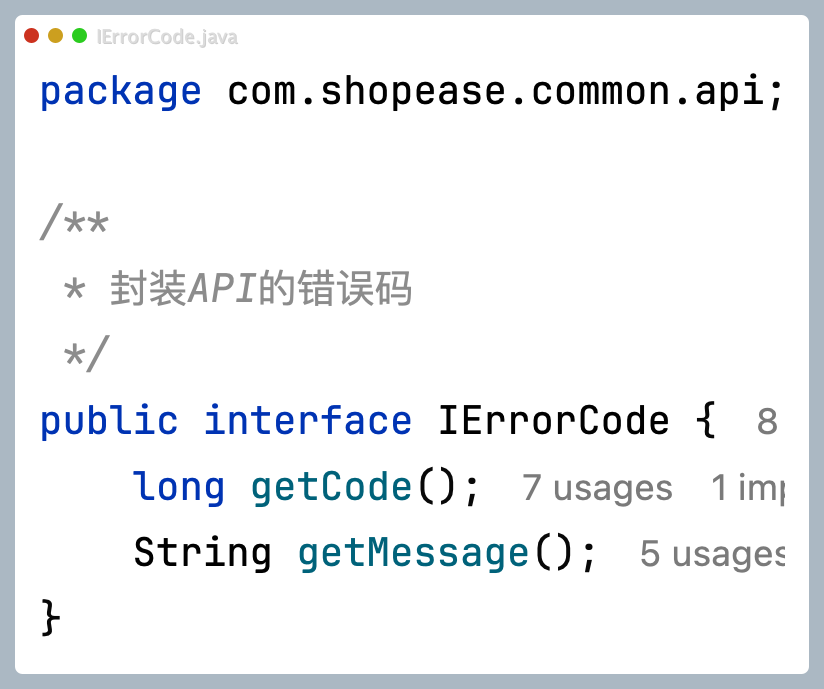 IErrorCode.java
package com.shopease.common.api;
/**
 * 封装API的错误码
 */
public interface IErrorCode { 8
    long getCode(); 7 usages 1
    String getMessage(); 5 usages
}